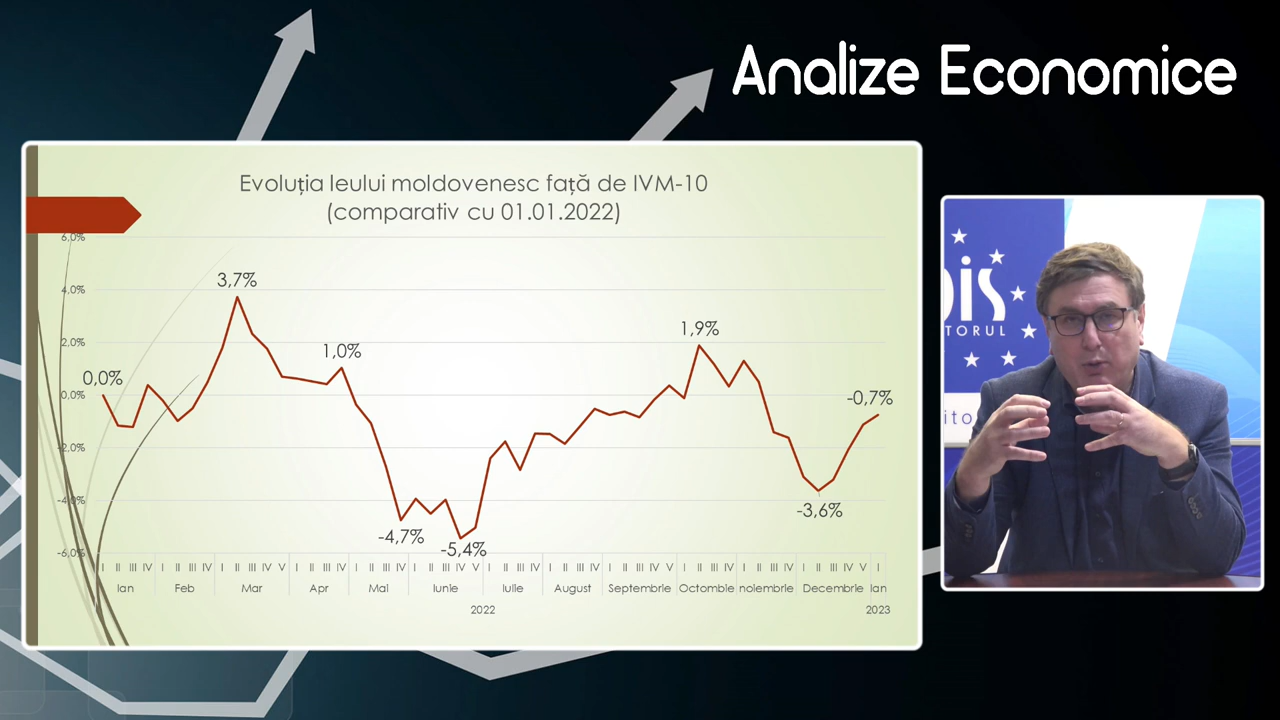 Analize Economice
Evoluția leului moldovenesc față de IVM-10
(comparativ cu 01.01.2022)
6,0%
4,0%
2,0%
0,0%
-2,0%
-4,0%
-6,0%
0,0%
3,7%
1,0%
-4,7%
-5,4%
1,9%
-3,6%
-0,7%
I II III IV I II III IV I II III IV V I II III IV I II III IV I II III IV V I II III IV I II III IV I II III IV V I II III IV I II III IV I II III IV V I
Ian Feb Mar Apr Mai Iunie Iulie August Septembrie Octombie noiembrie Decembrie Ian
2022 2023
TORUL